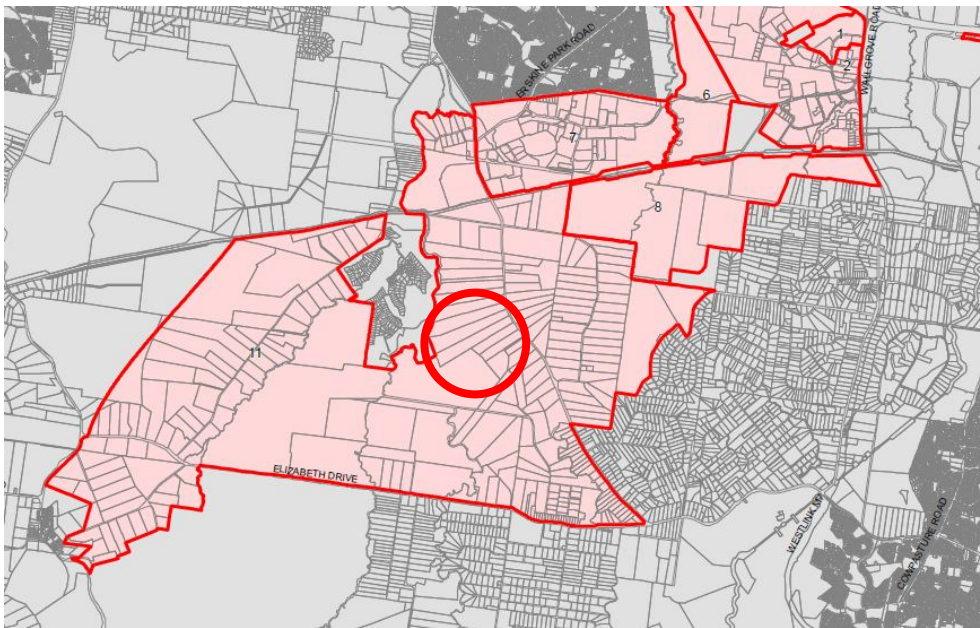 1
2
WALLGROVE ROAD
ERSKINE PARK ROAD
6
7
8
11
ELIZABETH DRIVE
WESTLINK M7
COWPASTURE ROAD